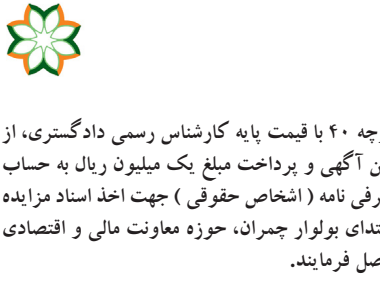 وچه ۴۰ با قیمت پایه کارشناس رسمی دادگستری، از
ن آگهی و پرداخت مبلغ یک میلیون ریال به حساب
رفی نامه ( اشخاص حقوقی ) جهت اخذ اسناد مزایده
تدای بولوار چمران، حوزه معاونت مالی و اقتصادی
صل فرمایند.